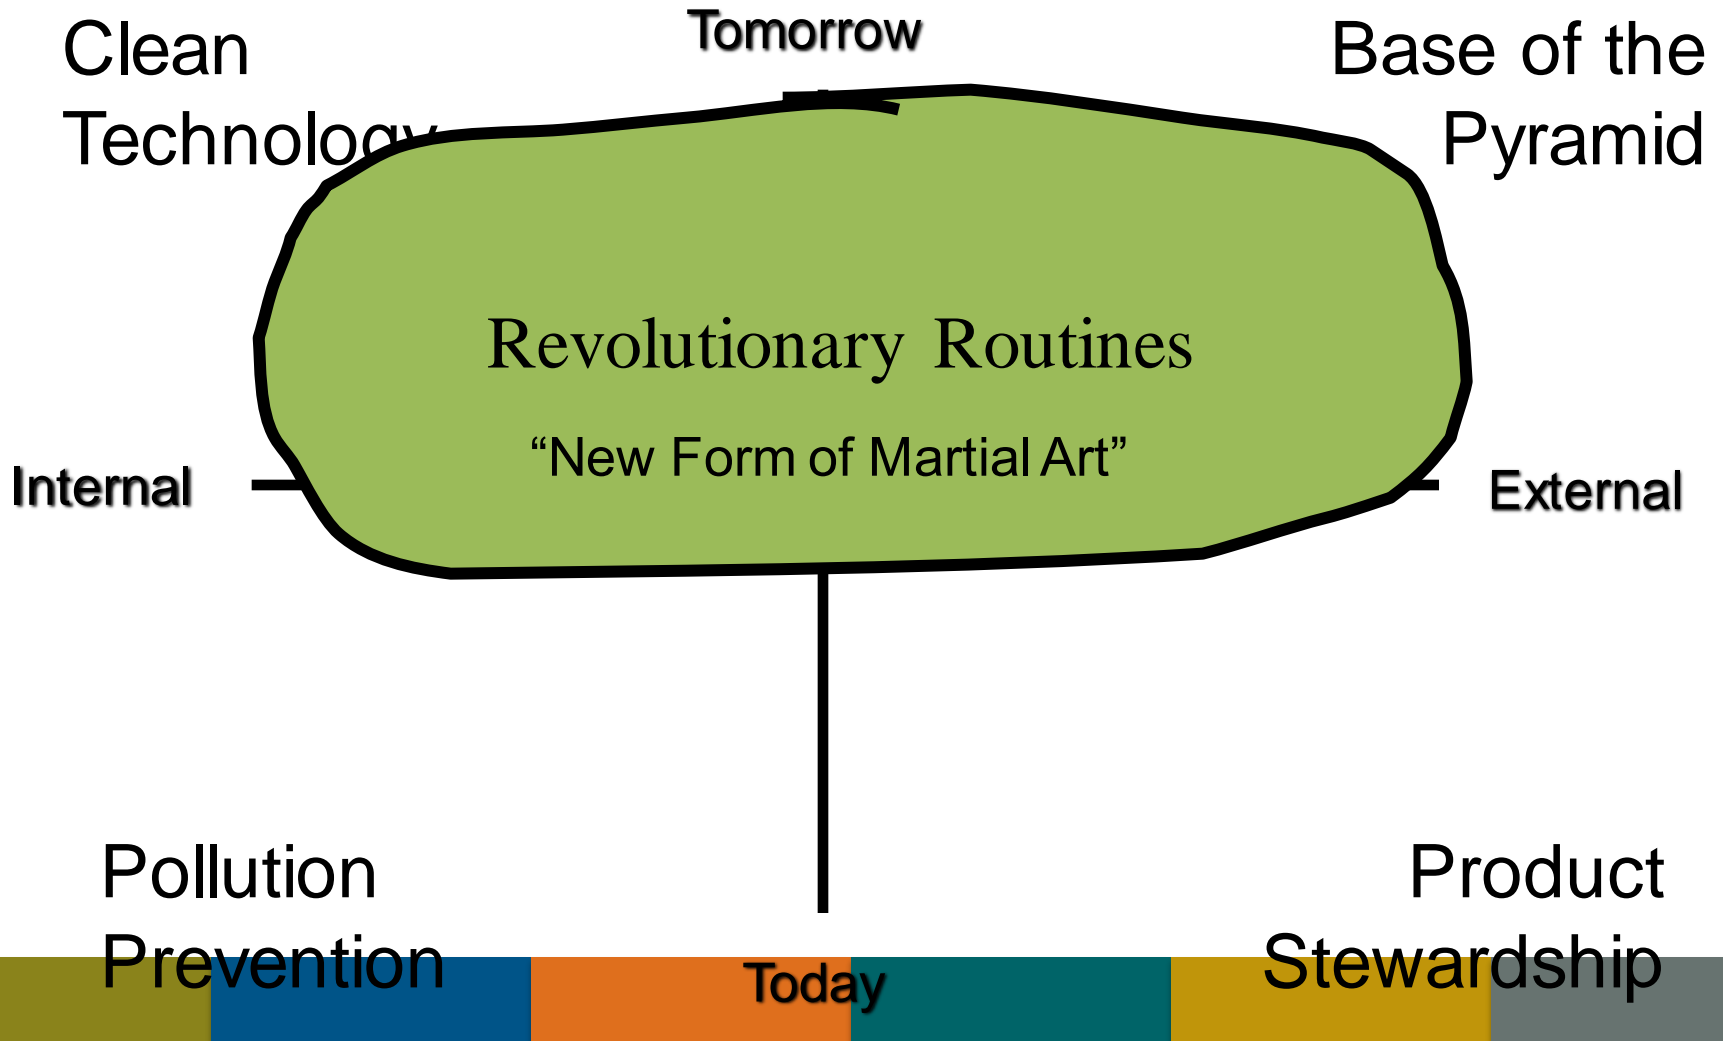 Tomorrow
Clean
Technology
Base of the
Pyramid
Revolutionary Routines
“New Form of Martial Art”
Internal
External
Pollution
Prevention
Product
Stewardship
Today